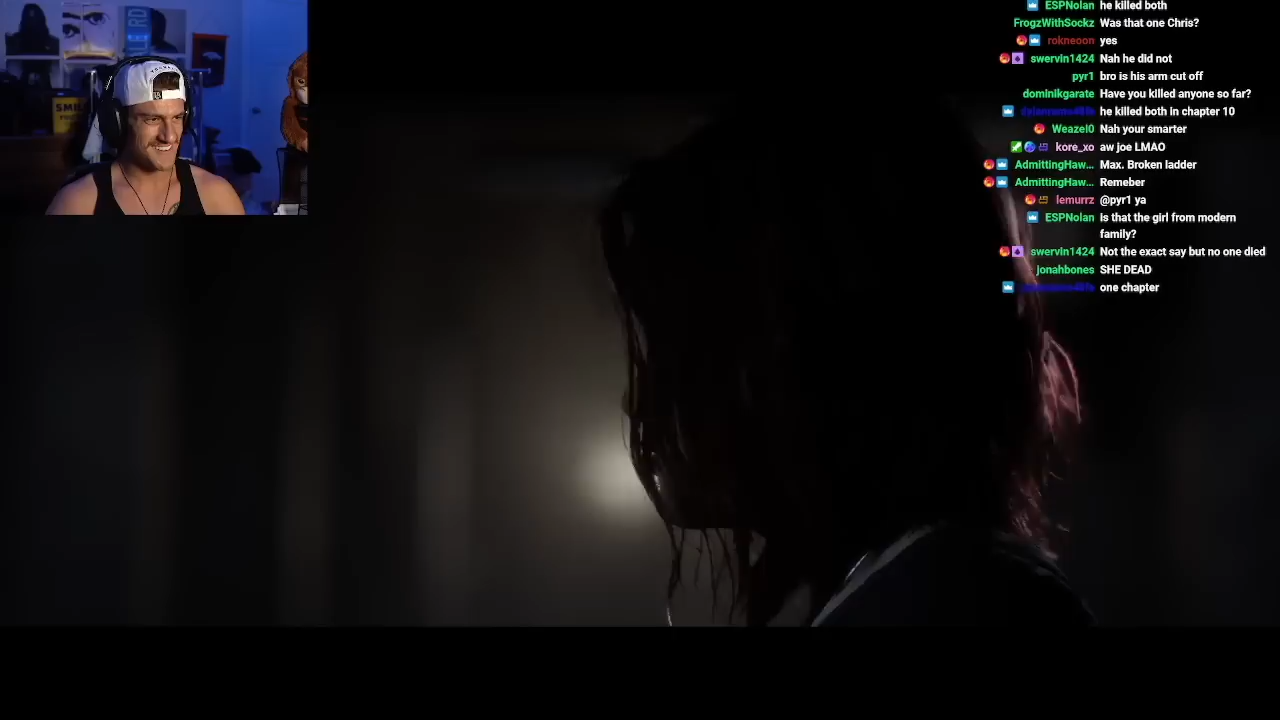 ESPNolan he killed both
FrogzWithSockz Was that one Chris?
rokneoon yes
swervin1424 Nah he did not
pyr1 bro is his arm cut off
dominikgarate Have you killed anyone so far?
he killed both in chapter 10
Weazel0 Nah your smarter
kore_xo aw joe LMAO
AdmittingHaw... Max. Broken ladder
AdmittingHaw... Remeber
lemurrz @pyr1 ya
ESPNolan Is that the girl from modern
family?
swervin1424 Not the exact say but no one died
jonahbones SHE DEAD
one chapter
SMIL